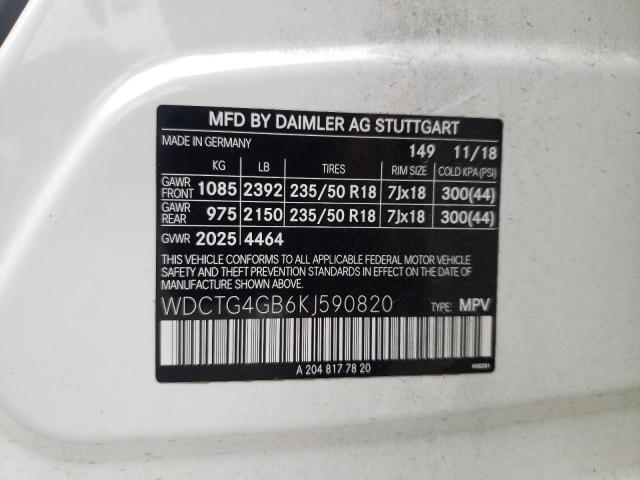 MFD BY DAIMLER AG STUTTGART
MADE IN GERMANY 149 11/18
KG LB TIRES RIM SIZE COLD KPA (PSI)
GAWR FRONT 1085 2392 235/50 R18 7Jx18 300(44)
GAWR REAR 975 2150 235/50 R18 7Jx18 300(44)
GVWR 2025 4464
THIS VEHICLE CONFORMS TO ALL APPLICABLE FEDERAL MOTOR VEHICLE
SAFETY AND THEFT PREVENTION STANDARDS IN EFFECT ON THE DATE
OF MANUFACTURE SHOWN ABOVE.
WDCTG4GB6KJ590820 TYPE: MPV
A 204 817 78 20